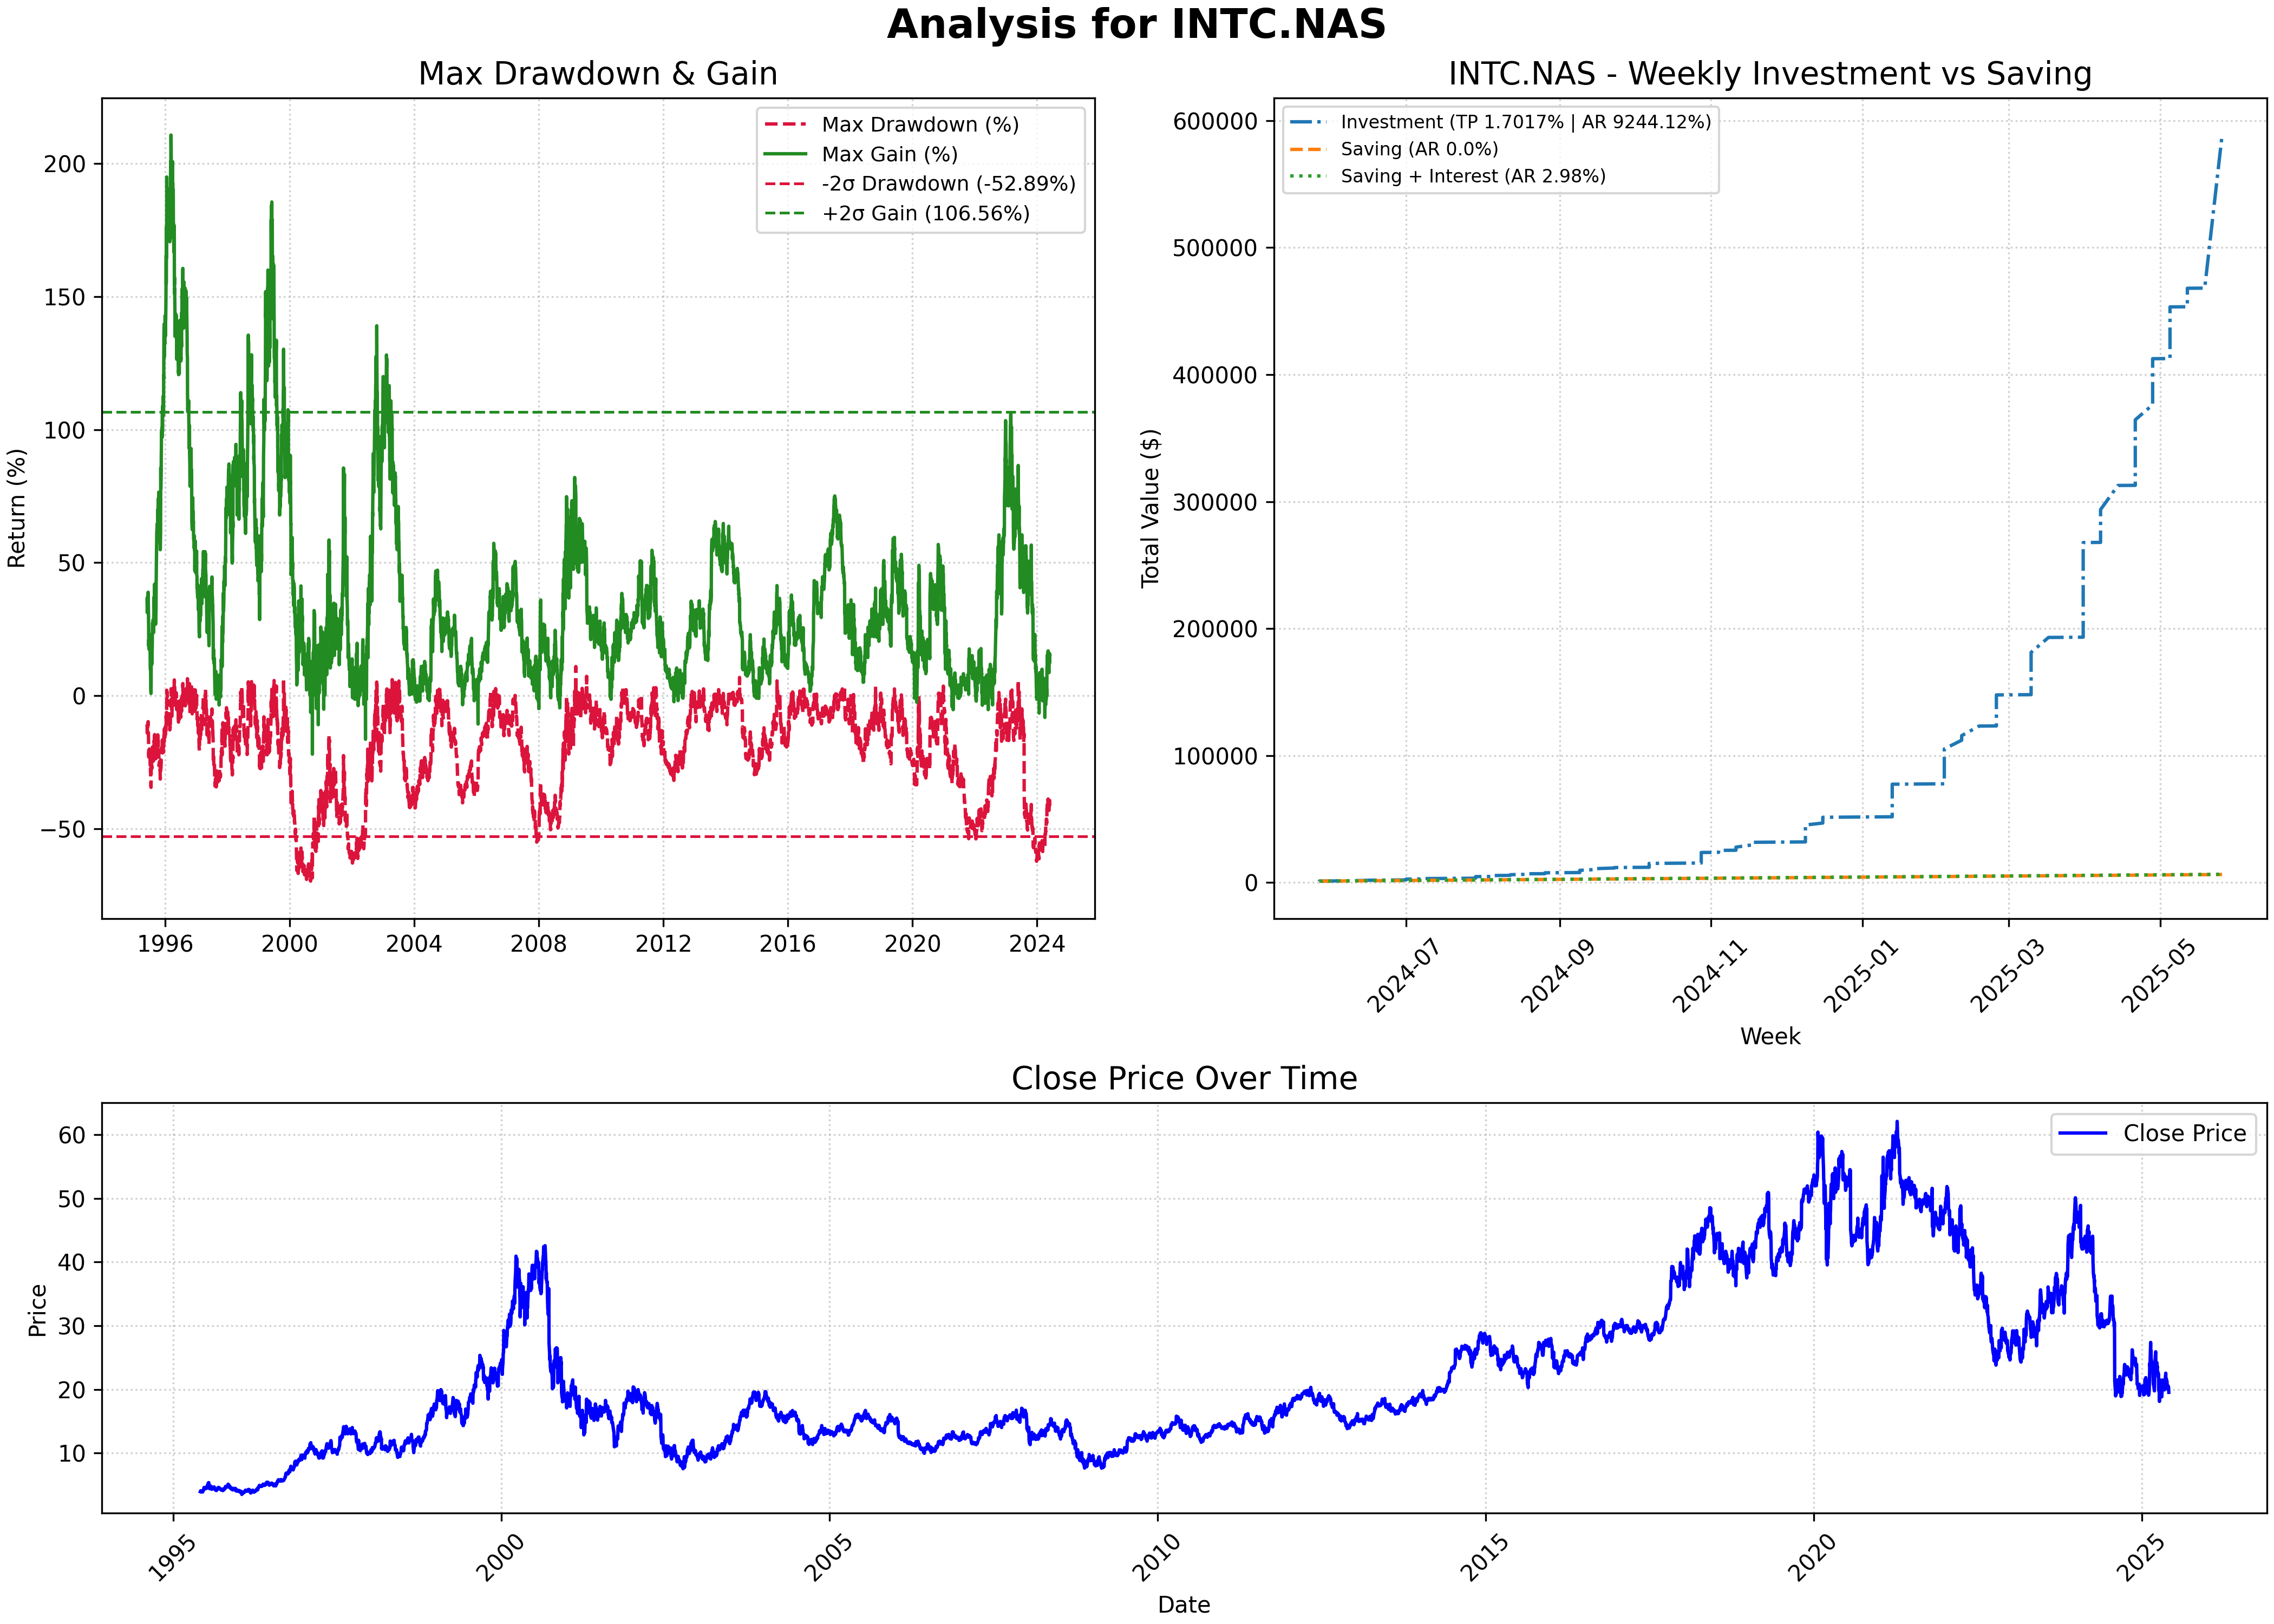 Analysis for INTC.NAS
Max Drawdown & Gain
Return (%)
200
150
100
50
0
−50
1996
2000
2004
2008
2012
2016
2020
2024
Max Drawdown (%)
Max Gain (%)
-2σ Drawdown (-52.89%)
+2σ Gain (106.56%)
INTC.NAS - Weekly Investment vs Saving
Total Value ($)
600000
500000
400000
300000
200000
100000
0
2024-07
2024-09
2024-11
2025-01
2025-03
2025-05
Week
Investment (TP 1.7017% | AR 9244.12%)
Saving (AR 0.0%)
Saving + Interest (AR 2.98%)
Close Price Over Time
Price
60
50
40
30
20
10
1995
2000
2005
2010
2015
2020
2025
Date
Close Price